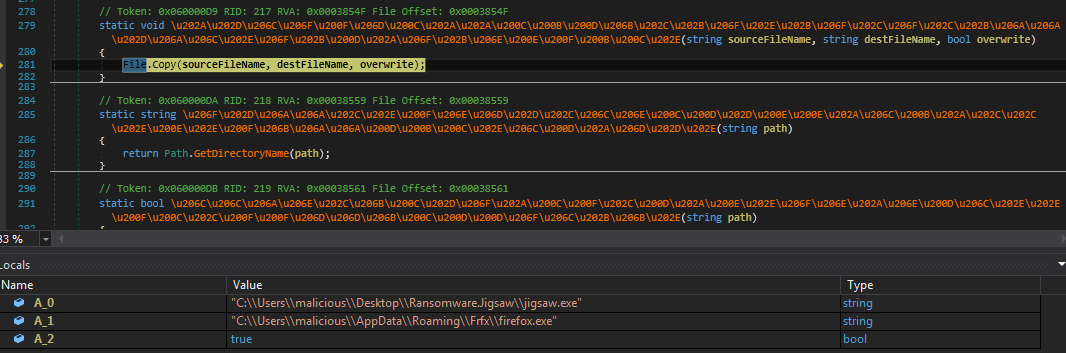 278 // Token: 0x060000D9 RID: 217 RVA: 0x0003854F File Offset: 0x0003854F
279 static void \u202A\u202D\u206C\u206F\u200F\u206D\u200C\u202A\u202A\u200C\u200B\u200D\u206B\u202C\u202B\u206F\u202E\u202B\u206F\u202C\u206F\u202C\u206B\u206A\u206A
\u202D\u206A\u206C\u202E\u206F\u202B\u200D\u202A\u206F\u202B\u206E\u200E\u200F\u200B\u200C\u202E(string sourceFileName, string destFileName, bool overwrite)
280 {
281 File.Copy(sourceFileName, destFileName, overwrite);
282 }
283
284 // Token: 0x060000DA RID: 218 RVA: 0x00038559 File Offset: 0x00038559
285 static string \u206F\u202D\u206A\u206A\u202C\u202E\u200F\u206E\u206D\u202D\u202C\u206C\u206E\u200C\u200D\u202D\u200E\u200E\u202A\u206C\u200B\u202A\u202C\u202C
\u202E\u200E\u202E\u200F\u206B\u206A\u206A\u200D\u200B\u200C\u202E\u206C\u200D\u202A\u206D\u202D\u202E(string path)
286 {
287 return Path.GetDirectoryName(path);
288 }
289
290 // Token: 0x060000DB RID: 219 RVA: 0x00038561 File Offset: 0x00038561
291 static bool \u206C\u206C\u206A\u206E\u202C\u206B\u200C\u202D\u206F\u202A\u200C\u200F\u202C\u200D\u202A\u200E\u202E\u206F\u206E\u202A\u206E\u200D\u206C\u202E\u202E
\u200F\u200C\u202C\u200F\u200F\u206D\u206D\u200C\u200D\u200D\u206F\u206C\u202B\u206B\u202E(string path)
292 {
83 %
Locals
Name Value Type
A_0 "C:\\Users\\malicious\\Desktop\\Ransomware.Jigsaw\\jigsaw.exe" string
A_1 "C:\\Users\\malicious\\AppData\\Roaming\\Frfx\\firefox.exe" string
A_2 true bool